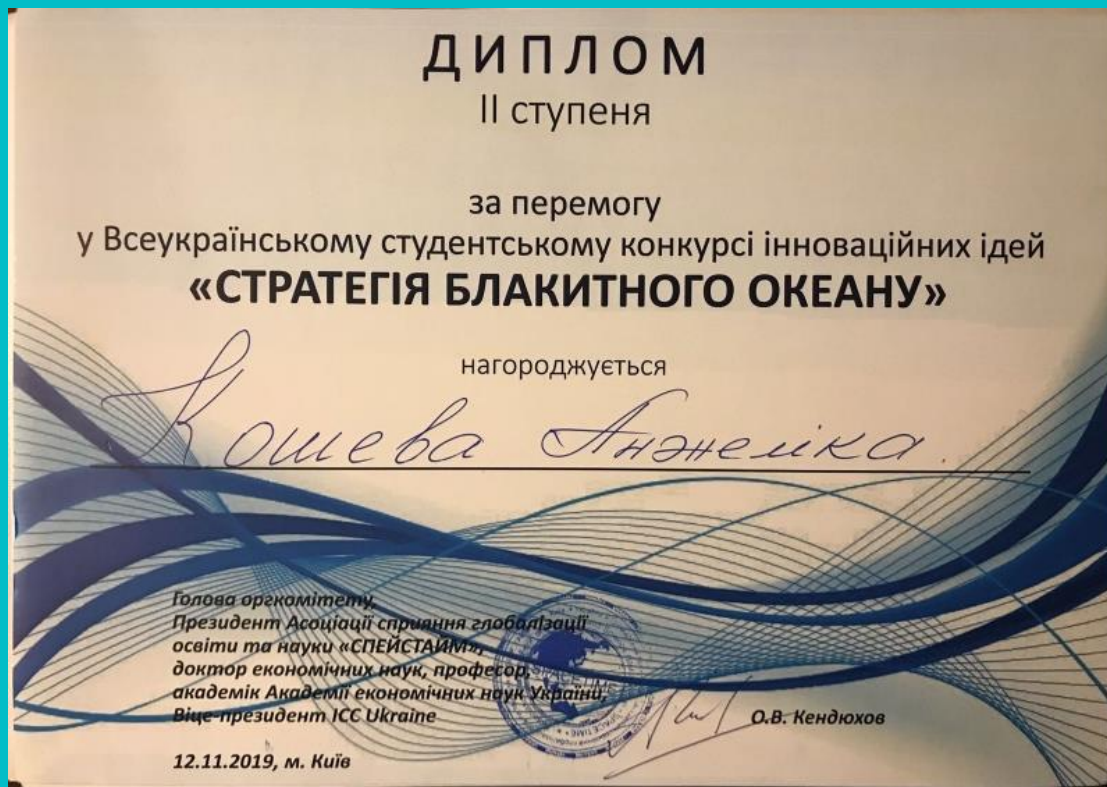 ДИПЛОМ
ІІ ступеня
за перемогу
у Всеукраїнському студентському конкурсі інноваційних ідей
«СТРАТЕГІЯ БЛАКИТНОГО ОКЕАНУ»
нагороджується
Кошева Анжеліка.
Голова оргкомітету,
Президент Асоціації сприяння глобалізації
освіти та науки «СПЕЙСТАЙМ»,
доктор економічних наук, професор,
академік Академії економічних наук України,
Віце-президент ICC Ukraine
О.В. Кендюхов
12.11.2019, м. Київ